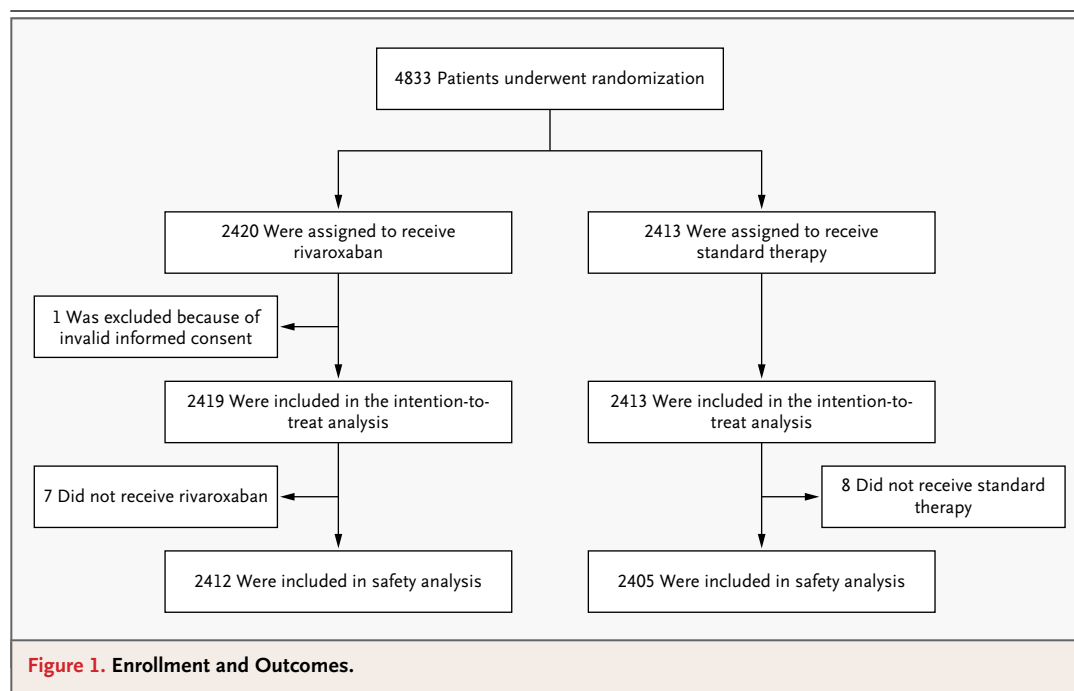 4833 Patients underwent randomization
2420 Were assigned to receive
rivaroxaban
2413 Were assigned to receive
standard therapy
1 Was excluded because of
invalid informed consent
2419 Were included in the intention-to-
treat analysis
2413 Were included in the intention-to-
treat analysis
7 Did not receive rivaroxaban
8 Did not receive standard
therapy
2412 Were included in safety analysis
2405 Were included in safety analysis
Figure 1. Enrollment and Outcomes.